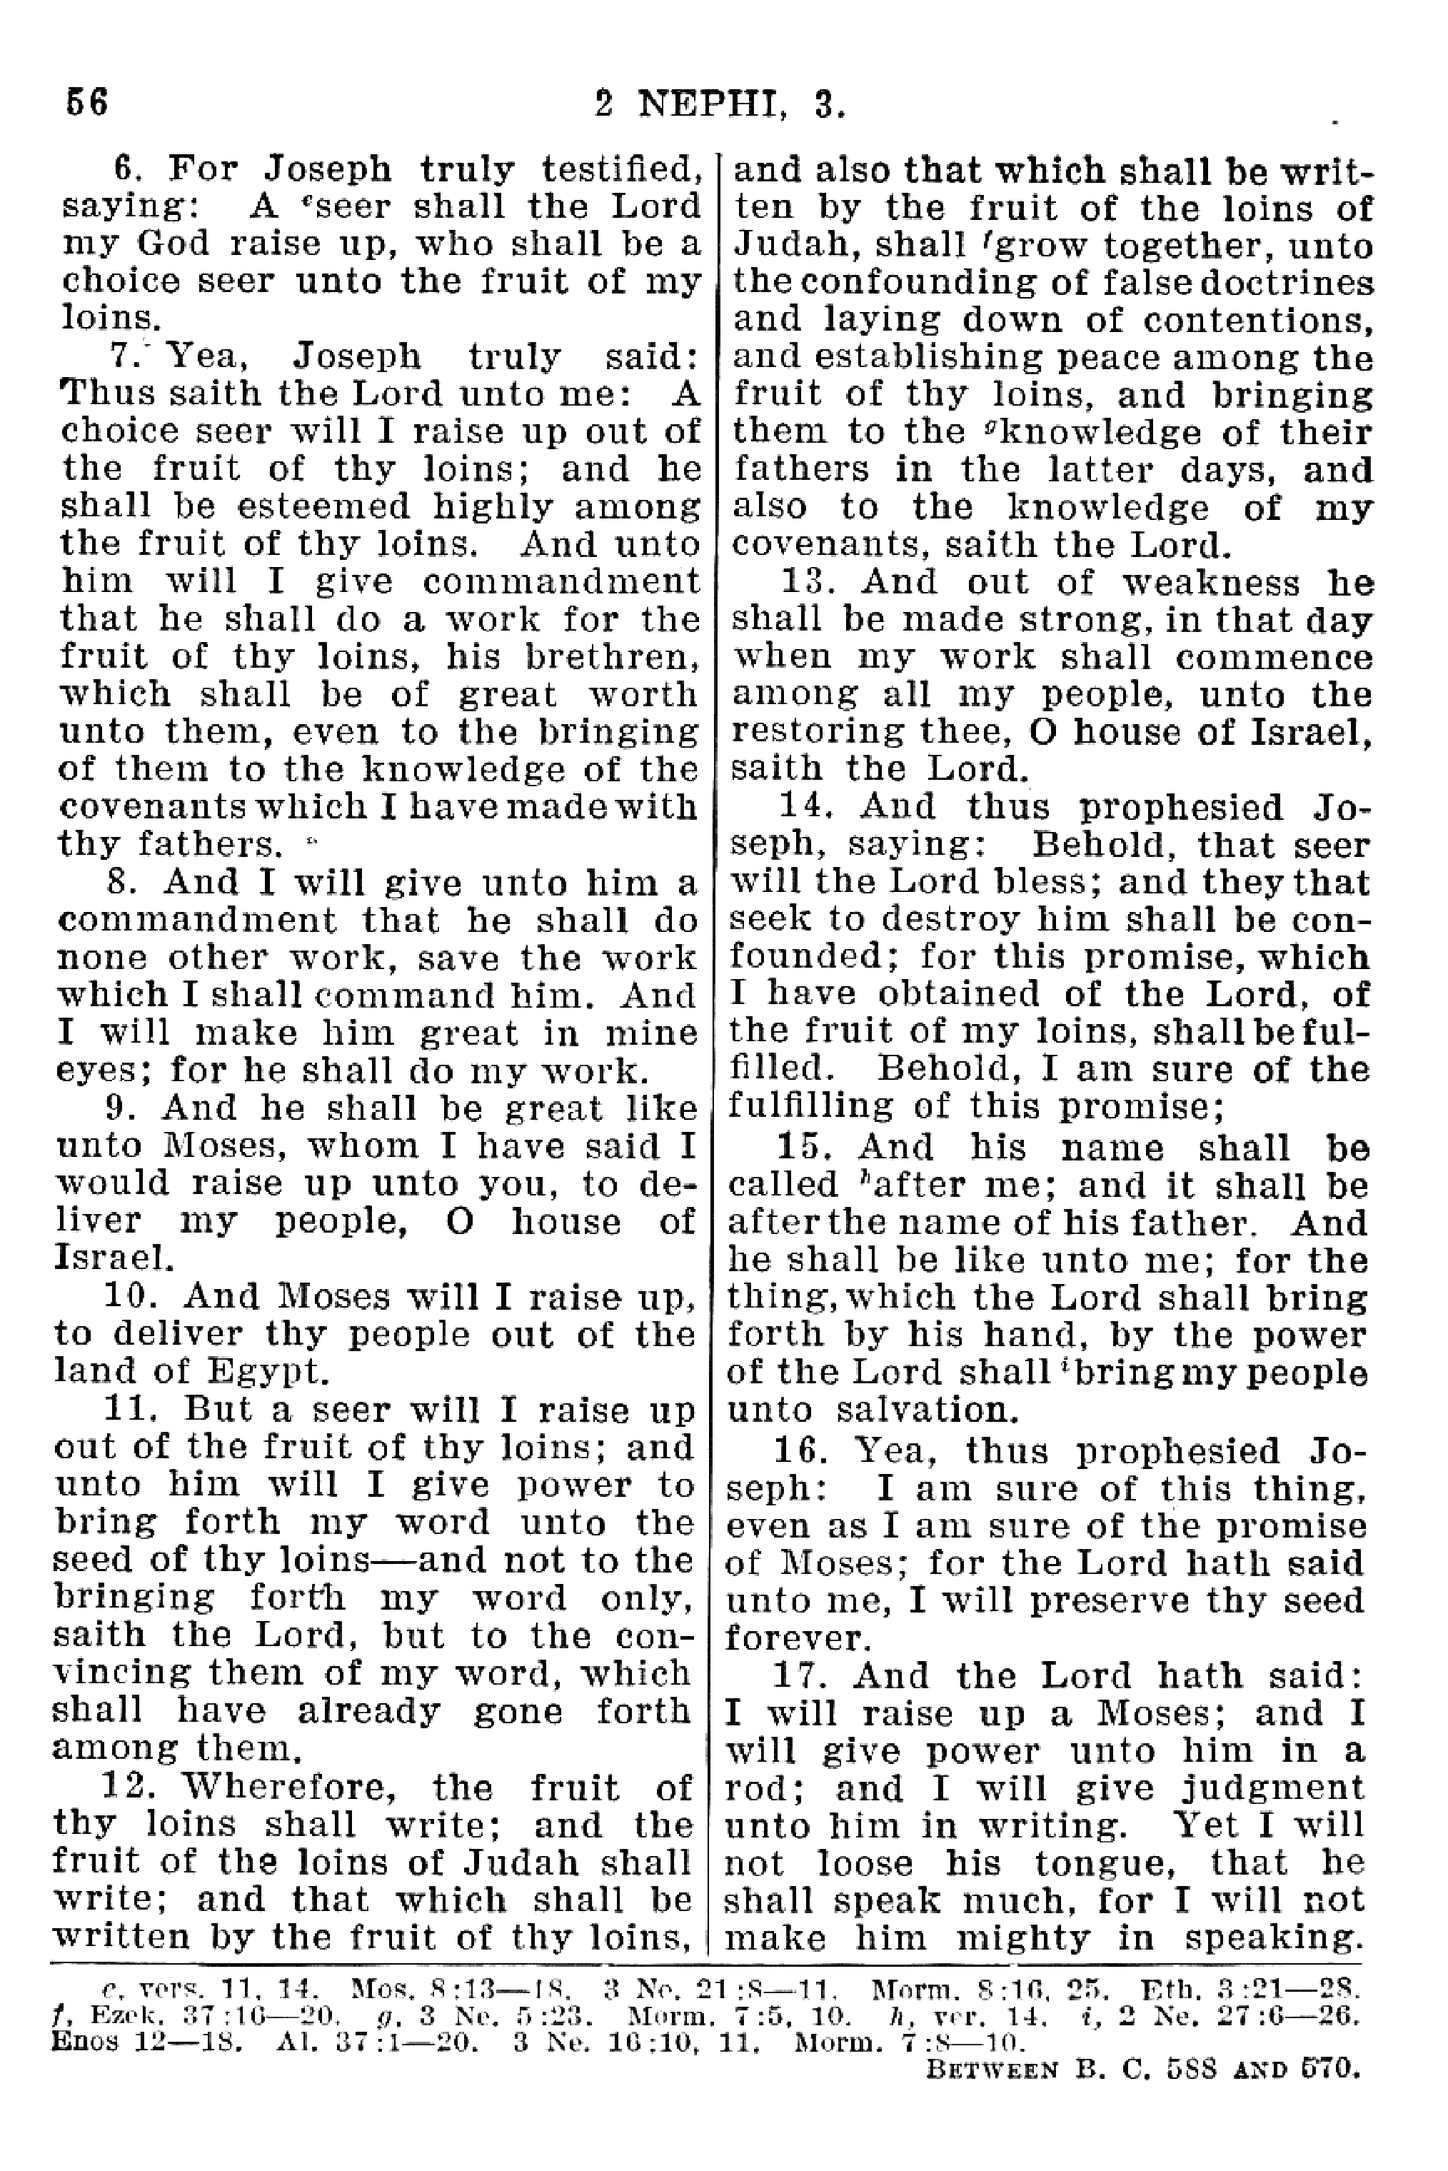 56
2 NEPHI, 3.
6. For Joseph truly testified,
saying: A eseer shall the Lord
my God raise up, who shall be a
choice seer unto the fruit of my
loins.
7. Yea, Joseph truly said:
Thus saith the Lord unto me: A
choice seer will I raise up out of
the fruit of thy loins; and he
shall be esteemed highly among
the fruit of thy loins. And unto
him will I give commandment
that he shall do a work for the
fruit of thy loins, his brethren,
which shall be of great worth
unto them, even to the bringing
of them to the knowledge of the
covenants which I have made with
thy fathers.
8. And I will give unto him a
commandment that he shall do
none other work, save the work
which I shall command him. And
I will make him great in mine
eyes; for he shall do my work.
9. And he shall be great like
unto Moses, whom I have said I
would raise up unto you, to de-
liver my people, O house of
Israel.
10. And Moses will I raise up,
to deliver thy people out of the
land of Egypt.
11. But a seer will I raise up
out of the fruit of thy loins; and
unto him will I give power to
bring forth my word unto the
seed of thy loins—and not to the
bringing forth my word only,
saith the Lord, but to the con-
vincing them of my word, which
shall have already gone forth
among them.
12. Wherefore, the fruit of
thy loins shall write; and the
fruit of the loins of Judah shall
write; and that which shall be
written by the fruit of thy loins,
and also that which shall be writ-
ten by the fruit of the loins of
Judah, shall fgrow together, unto
the confounding of false doctrines
and laying down of contentions,
and establishing peace among the
fruit of thy loins, and bringing
them to the gknowledge of their
fathers in the latter days, and
also to the knowledge of my
covenants, saith the Lord.
13. And out of weakness he
shall be made strong, in that day
when my work shall commence
among all my people, unto the
restoring thee, O house of Israel,
saith the Lord.
14. And thus prophesied Jo-
seph, saying: Behold, that seer
will the Lord bless; and they that
seek to destroy him shall be con-
founded; for this promise, which
I have obtained of the Lord, of
the fruit of my loins, shall be ful-
filled. Behold, I am sure of the
fulfilling of this promise;
15. And his name shall be
called hafter me; and it shall be
after the name of his father. And
he shall be like unto me; for the
thing, which the Lord shall bring
forth by his hand, by the power
of the Lord shall ibring my people
unto salvation.
16. Yea, thus prophesied Jo-
seph: I am sure of this thing,
even as I am sure of the promise
of Moses; for the Lord hath said
unto me, I will preserve thy seed
forever.
17. And the Lord hath said:
I will raise up a Moses; and I
will give power unto him in a
rod; and I will give judgment
unto him in writing. Yet I will
not loose his tongue, that he
shall speak much, for I will not
make him mighty in speaking.
e, vers. 11, 14. Mos. 8:13—18. 3 Ne. 21:8—11. Morm. 8:16, 25. Eth. 3:21—28.
f, Ezek. 37:16—20. g, 3 Ne. 5:23. Morm. 7:5, 10. h, ver. 14. i, 2 Ne. 27:6—26.
Enos 12—18. Al. 37:1—20. 3 Ne. 16:10, 11. Morm. 7:8—10.
BETWEEN B. C. 588 AND 570.